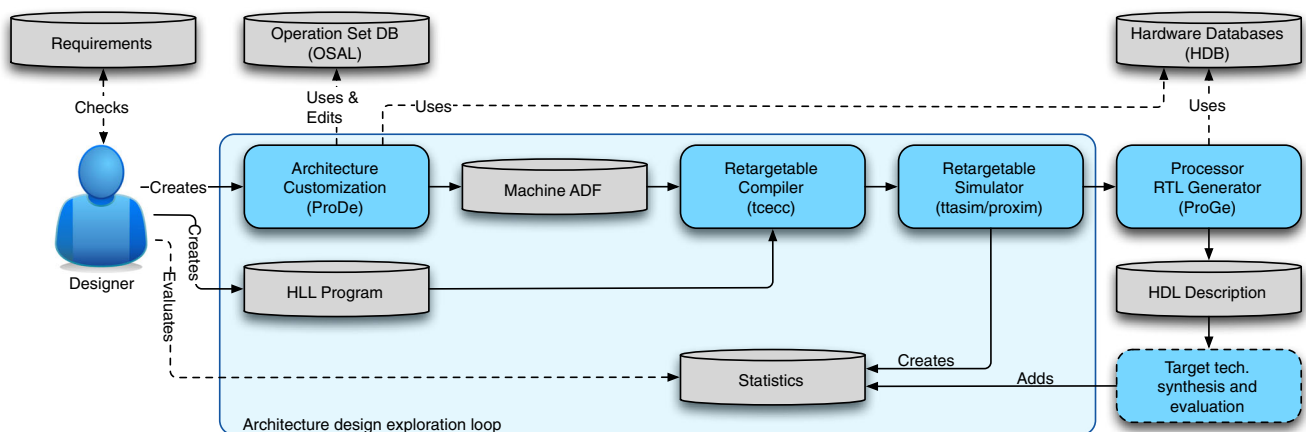 Requirements
Operation Set DB
(OSAL)
Hardware Databases
(HDB)
Checks
Uses &
Edits
Uses
Uses
Creates
Architecture
Customization
(ProDe)
Machine ADF
Retargetable
Compiler
(tcecc)
Retargetable
Simulator
(ttasim/proxim)
Processor
RTL Generator
(ProGe)
Designer
Creates
Evaluates
HLL Program
HDL Description
Statistics
Creates
Adds
Target tech.
synthesis and
evaluation
Architecture design exploration loop